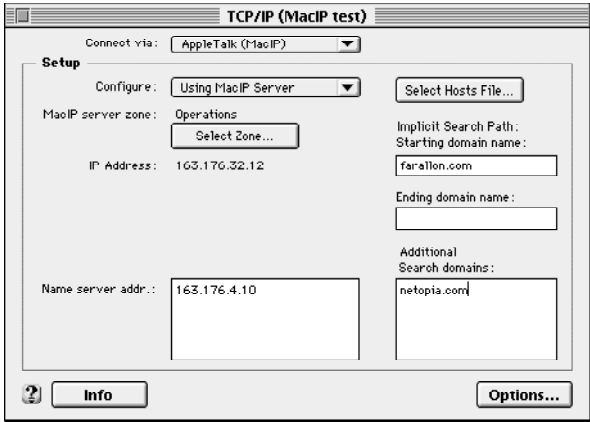 TCP/IP (MacIP test)
Connect via: AppleTalk (MacIP)
Setup
Configure: Using MacIP Server
Select Hosts File...
MacIP server zone: Operations
Select Zone...
Implicit Search Path:
Starting domain name:
IP Address: 163.176.32.12
farallon.com
Ending domain name:
Additional
Search domains:
Name server addr.: 163.176.4.10
netopia.com
?
Info
Options...